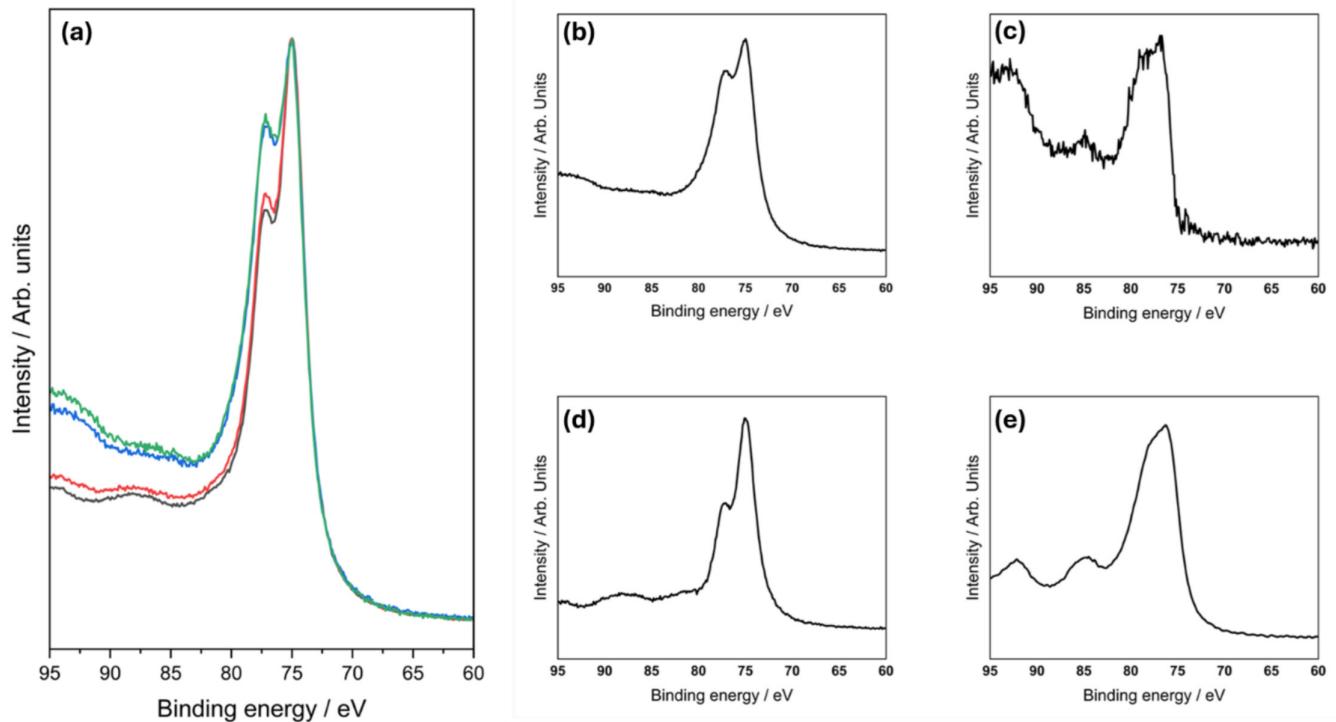 (a)
Intensity / Arb. units
95 90 85 80 75 70 65 60
Binding energy / eV
(b)
Intensity / Arb. Units
95 90 85 80 75 70 65 60
Binding energy / eV
(c)
Intensity / Arb. Units
95 90 85 80 75 70 65 60
Binding energy / eV
(d)
Intensity / Arb. Units
95 90 85 80 75 70 65 60
Binding energy / eV
(e)
Intensity / Arb. Units
95 90 85 80 75 70 65 60
Binding energy / eV